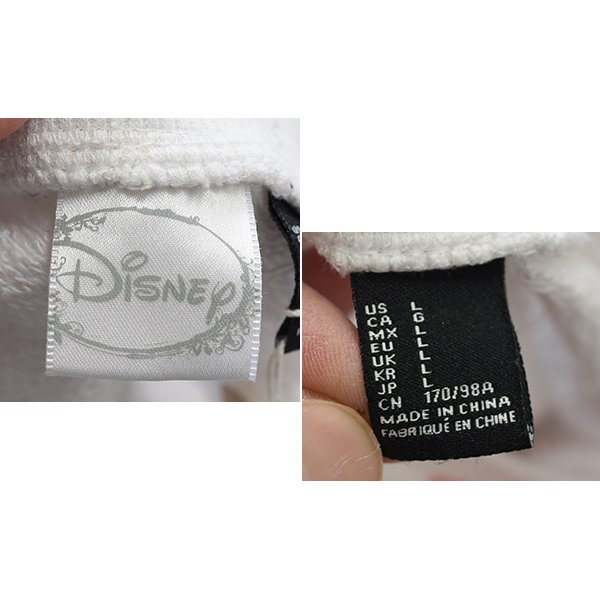 Disney
US L
CA G
MX L
EU L
UK L
KR L
JP L
CN 170/98A
MADE IN CHINA
FABRIQUÉ EN CHINE